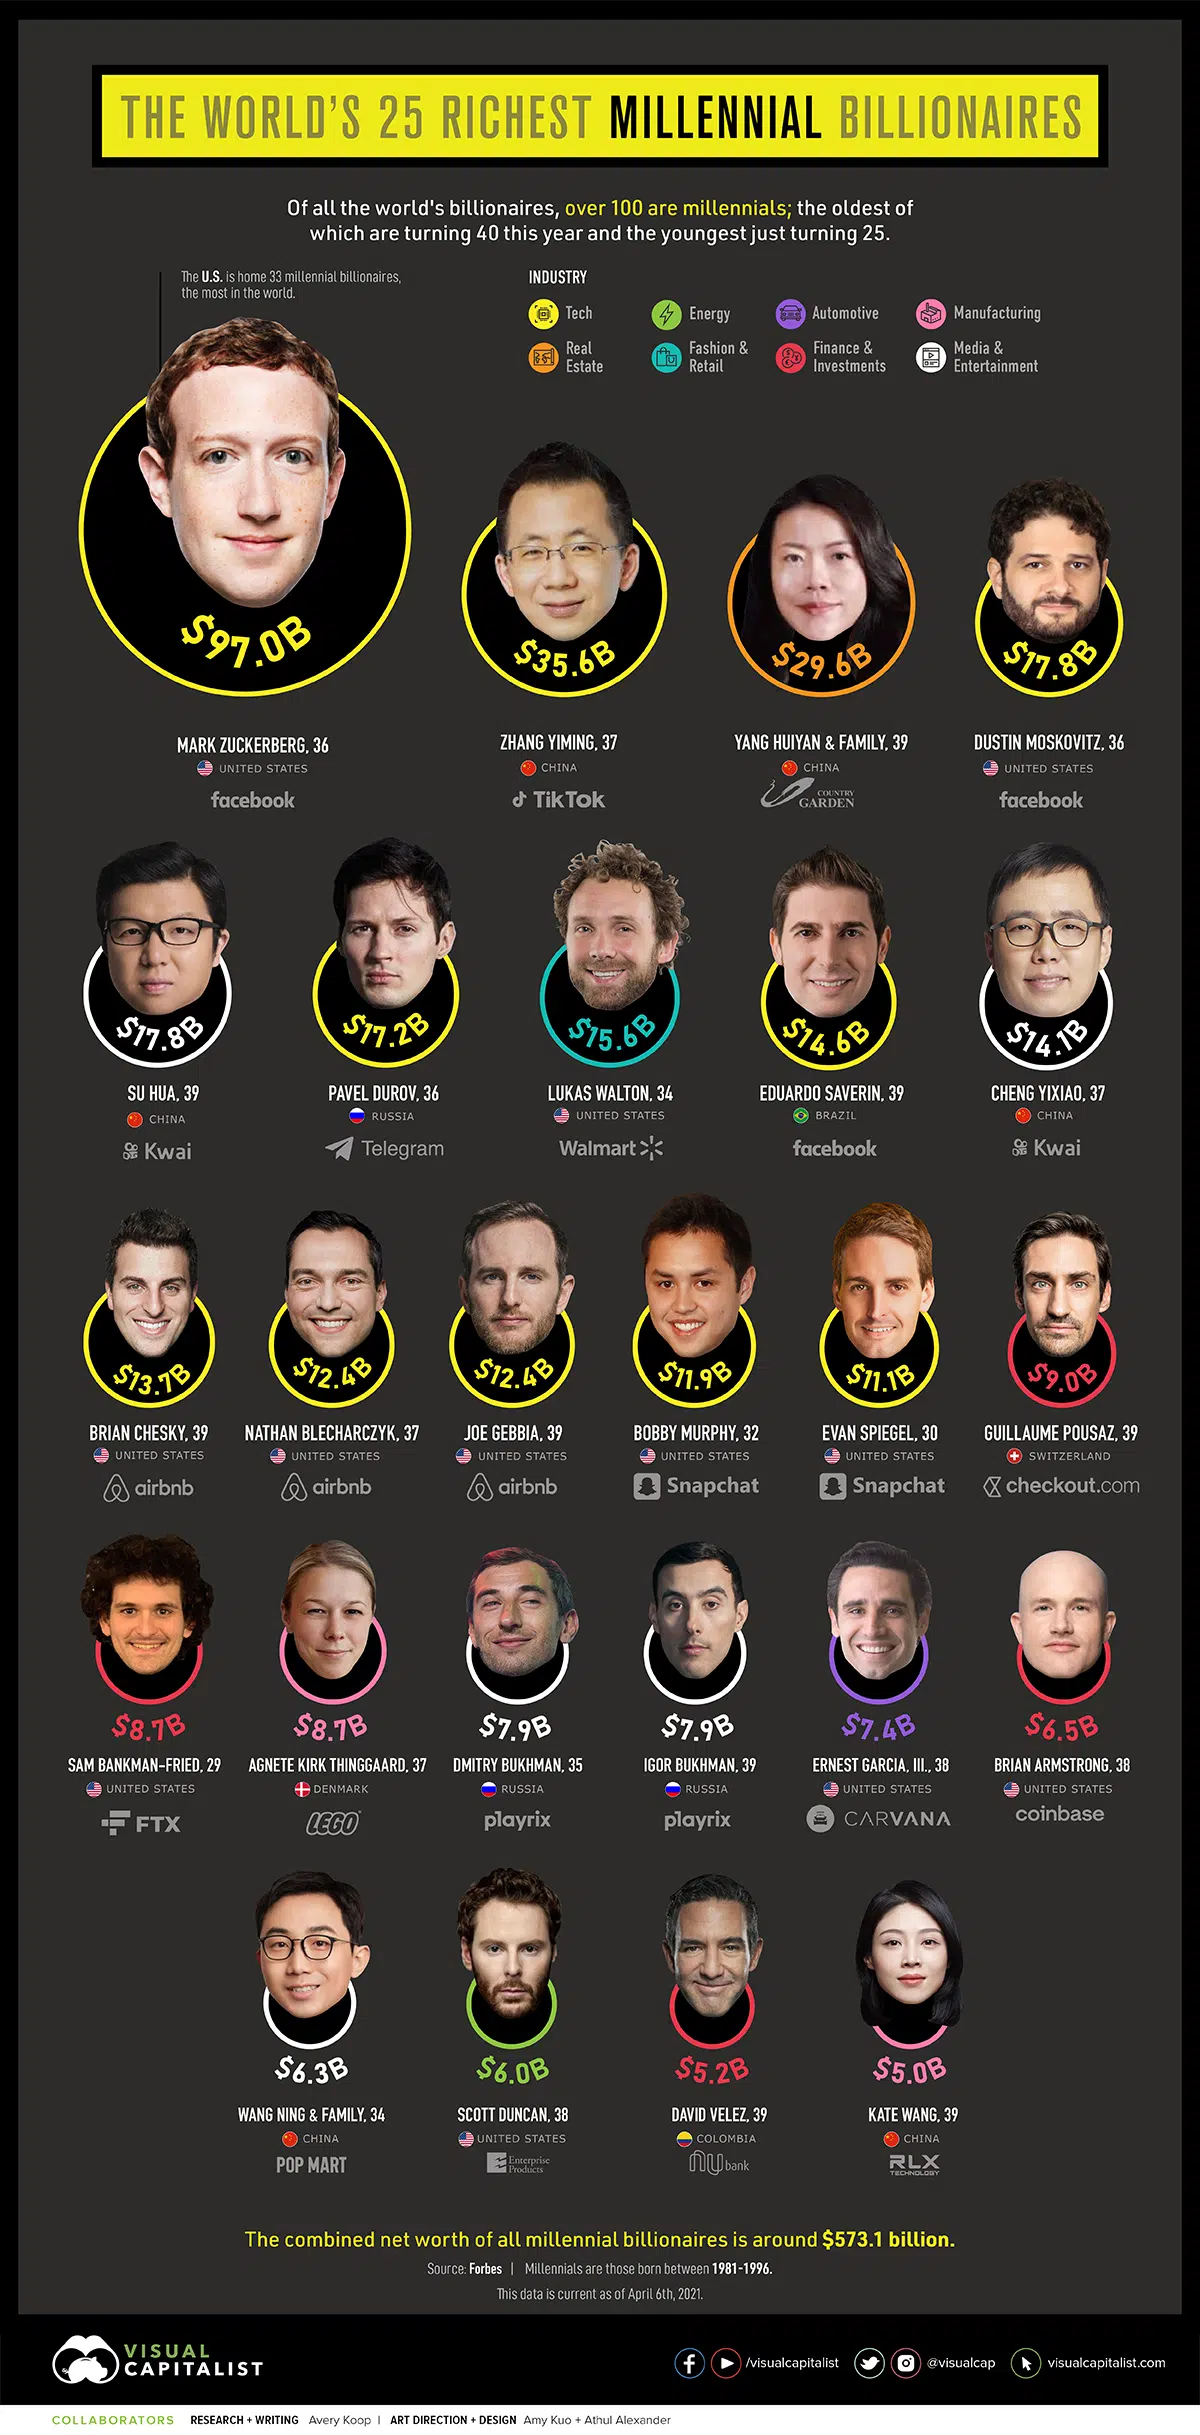 THE WORLD'S 25 RICHEST MILLENNIAL BILLIONAIRES
Of all the world's billionaires, over 100 are millennials; the oldest of
which are turning 40 this year and the youngest just turning 25.
The U.S. is home 33 millennial billionaires,
the most in the world.
INDUSTRY
Tech
Energy
Automotive
Manufacturing
Real
Estate
Fashion &
Retail
Finance &
Investments
Media &
Entertainment
$97.0B
$35.6B
$29.6B
$17.8B
MARK ZUCKERBERG, 36
UNITED STATES
facebook
ZHANG YIMING, 37
CHINA
TikTok
YANG HUIYAN & FAMILY, 39
CHINA
COUNTRY
GARDEN
DUSTIN MOSKOVITZ, 36
UNITED STATES
facebook
$17.8B
$17.2B
$15.6B
$14.6B
$14.1B
SU HUA, 39
CHINA
Kwai
PAVEL DUROV, 36
RUSSIA
Telegram
LUKAS WALTON, 34
UNITED STATES
Walmart
EDUARDO SAVERIN, 39
BRAZIL
facebook
CHENG YIXIAO, 37
CHINA
Kwai
$13.7B
$12.4B
$12.4B
$11.9B
$11.1B
$9.0B
BRIAN CHESKY, 39
UNITED STATES
airbnb
NATHAN BLECHARCZYK, 37
UNITED STATES
airbnb
JOE GEBBIA, 39
UNITED STATES
airbnb
BOBBY MURPHY, 32
UNITED STATES
Snapchat
EVAN SPIEGEL, 30
UNITED STATES
Snapchat
GUILLAUME POUSAZ, 39
SWITZERLAND
checkout.com
$8.7B
$8.7B
$7.9B
$7.9B
$7.4B
$6.5B
SAM BANKMAN-FRIED, 29
UNITED STATES
FTX
AGNETE KIRK THINGGAARD, 37
DENMARK
LEGO
DMITRY BUKHMAN, 35
RUSSIA
playrix
IGOR BUKHMAN, 39
RUSSIA
playrix
ERNEST GARCIA, III., 38
UNITED STATES
CARVANA
BRIAN ARMSTRONG, 38
UNITED STATES
coinbase
$6.3B
$6.0B
$5.2B
$5.0B
WANG NING & FAMILY, 34
CHINA
POP MART
SCOTT DUNCAN, 38
UNITED STATES
Enterprise
Products
DAVID VELEZ, 39
COLOMBIA
nu bank
KATE WANG, 39
CHINA
RLX
TECHNOLOGY
The combined net worth of all millennial billionaires is around $573.1 billion.
Source: Forbes | Millennials are those born between 1981-1996.
This data is current as of April 6th, 2021.
VISUAL
CAPITALIST
/visualcapitalist
@visualcap
visualcapitalist.com
COLLABORATORS RESEARCH + WRITING Avery Koop | ART DIRECTION + DESIGN Amy Kuo + Athul Alexander